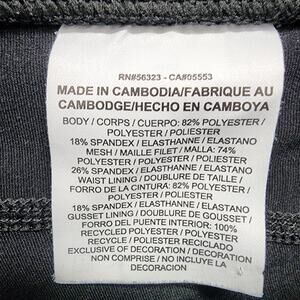 RN#56323 - CA#05553
MADE IN CAMBODIA/FABRIQUE AU
CAMBODGE/HECHO EN CAMBOYA
BODY / CORPS / CUERPO: 82% POLYESTER /
POLYESTER / POLIESTER
18% SPANDEX / ELASTHANNE / ELASTANO
MESH / MAILLE FILET / MALLA: 74%
POLYESTER / POLYESTER / POLIESTER
26% SPANDEX / ELASTHANNE / ELASTANO
WAIST LINING / DOUBLURE DE TAILLE /
FORRO DE LA CINTURA / 82% POLYESTER /
POLYESTER / POLIESTER
18% SPANDEX / ELASTHANNE / ELASTANO
GUSSET LINING / DOUBLURE DE GOUSSET /
FORRO DEL PUENTE INTERIOR: 100%
RECYCLED POLYESTER / POLYESTER
RECYCLE / POLIESTER RECICLADO
EXCLUSIVE OF DECORATION / DECORATION
NON COMPRISE / NO INCLUYE LA
DECORACION